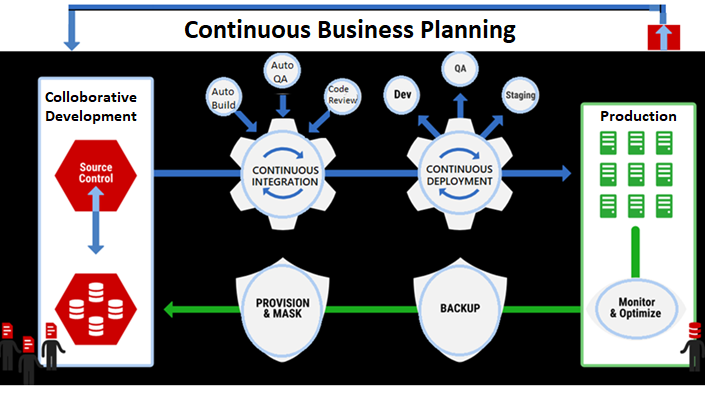 Continuous Business Planning
Colloborative
Development
Auto
Build
Auto
QA
Code
Review
Dev
QA
Staging
Production
Source
Control
CONTINUOUS
INTEGRATION
CONTINUOUS
DEPLOYMENT
PROVISION
& MASK
BACKUP
Monitor
& Optimize